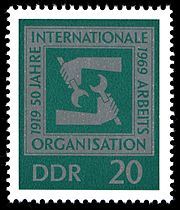 1919 50 JAHRE
INTERNATIONALE
1969 ARBEITS
ORGANISATION
DDR 20